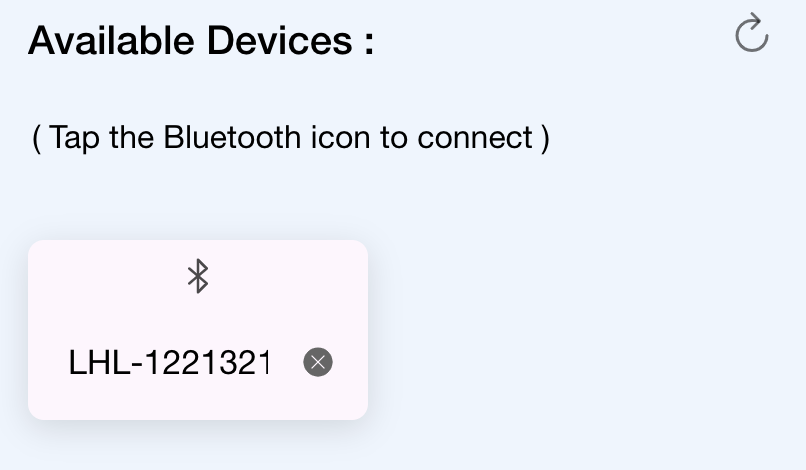 Available Devices :
( Tap the Bluetooth icon to connect )
LHL-1221321